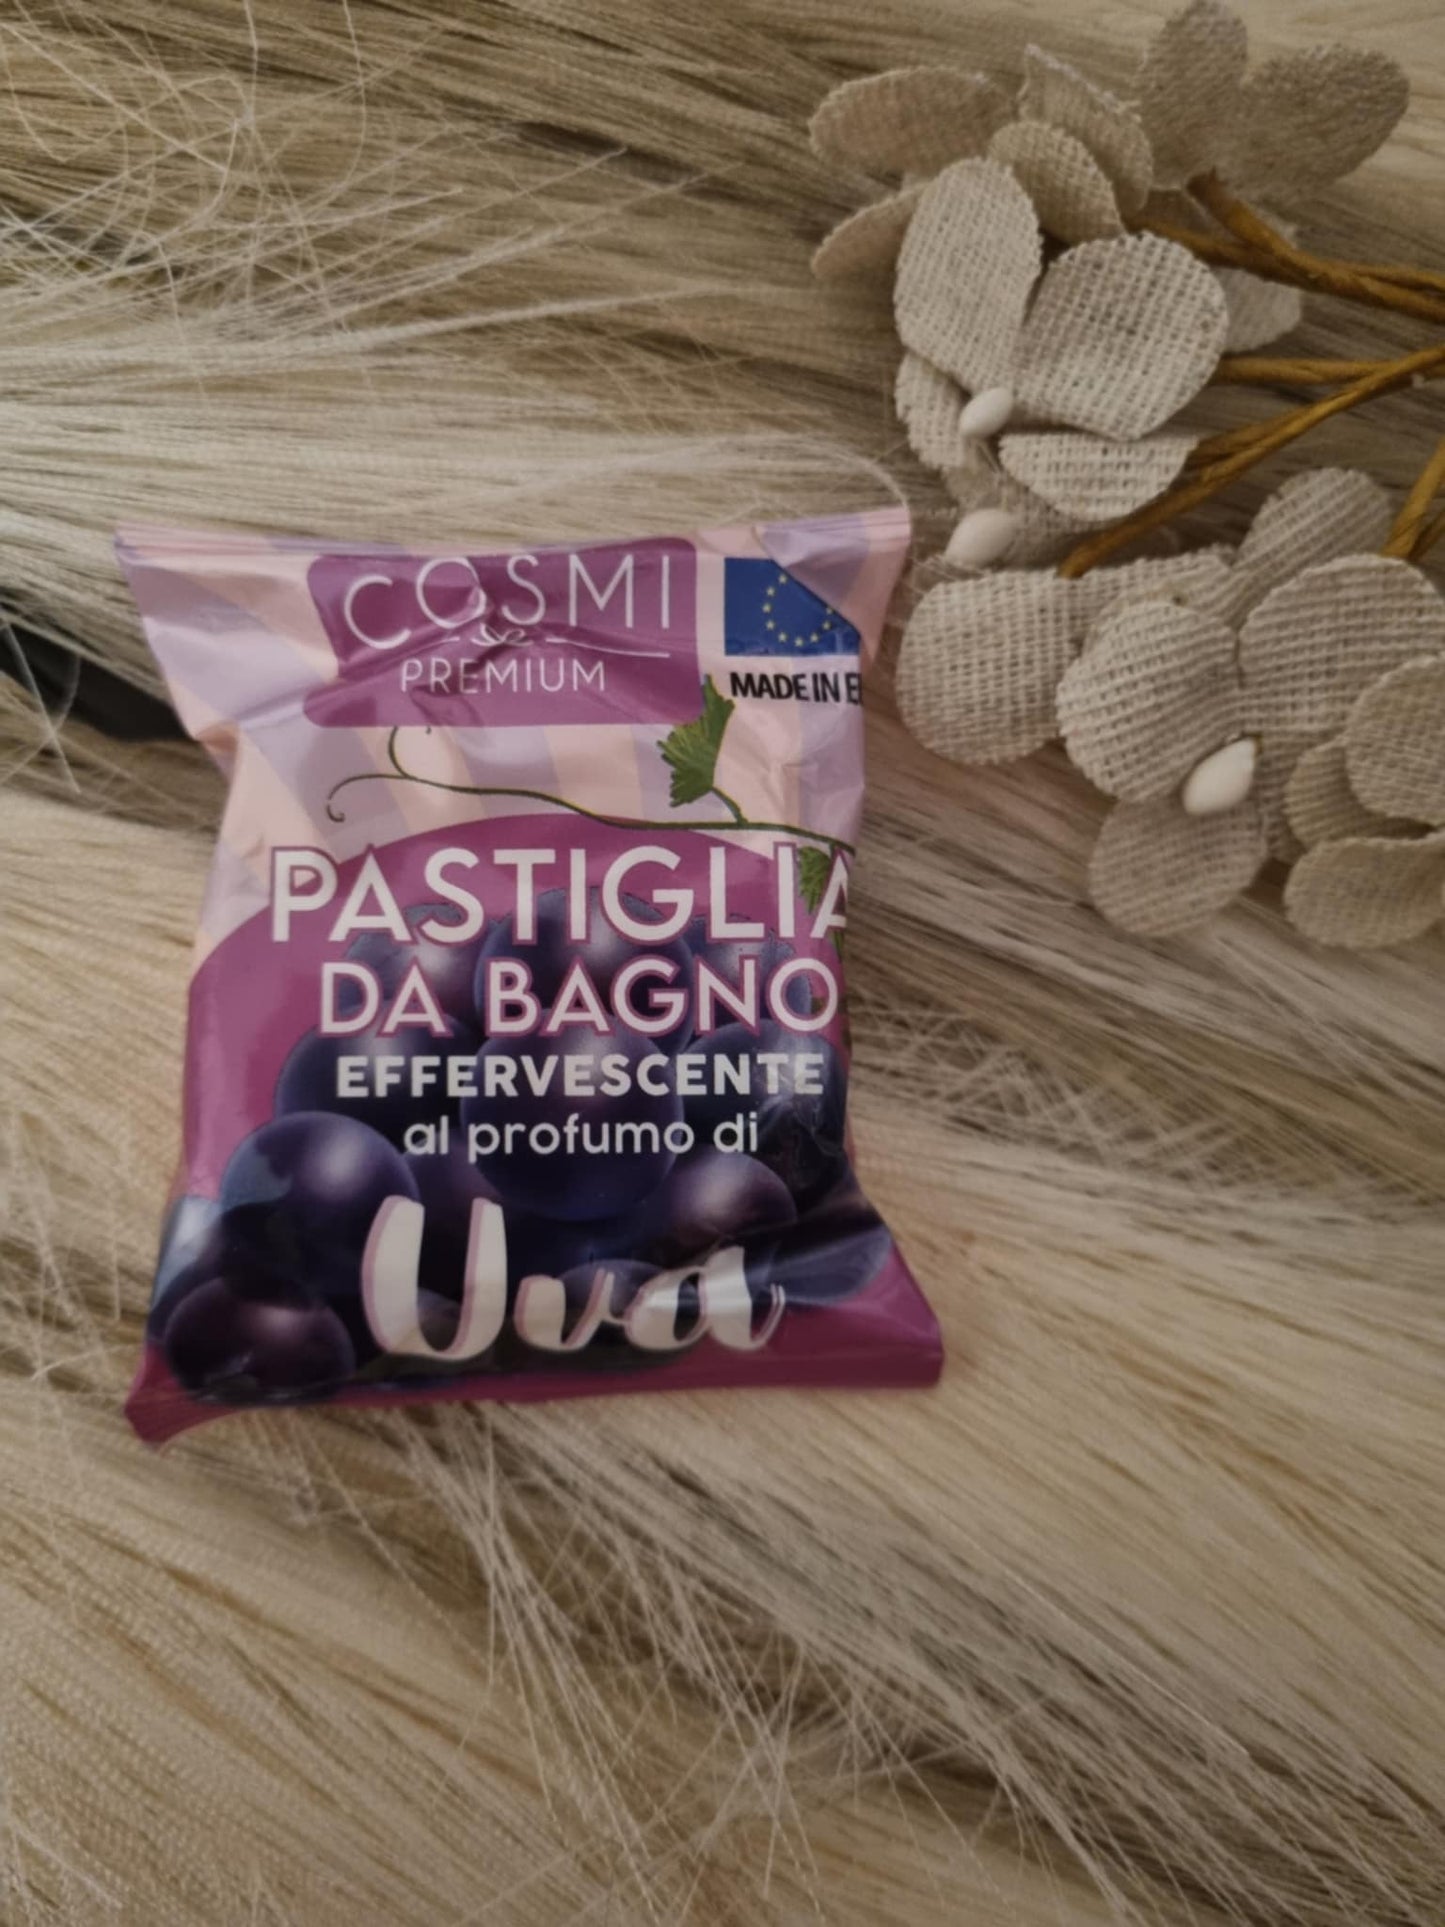 COSMI
PREMIUM
MADE IN
PASTIGLIA
DA BAGNO
EFFERVESCENTE
al profumo di
Uva